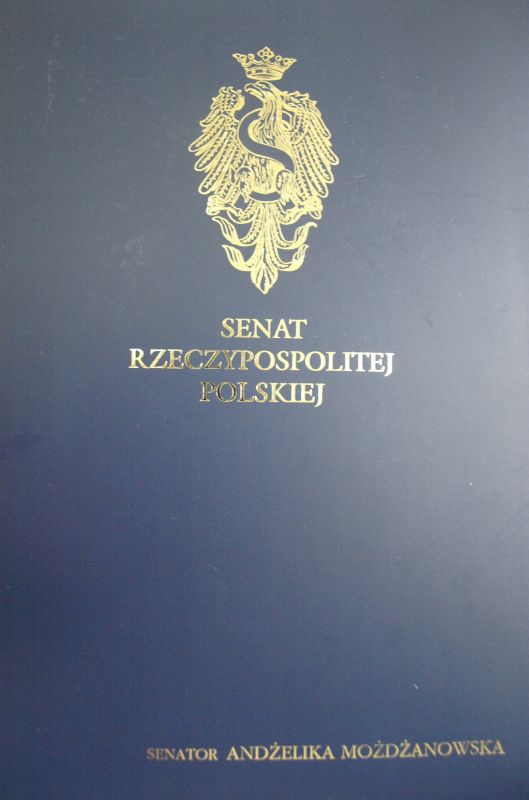 SENAT
RZECZYPOSPOLITEJ
POLSKIEJ
SENATOR ANDŻELIKA MOŻDŻANOWSKA